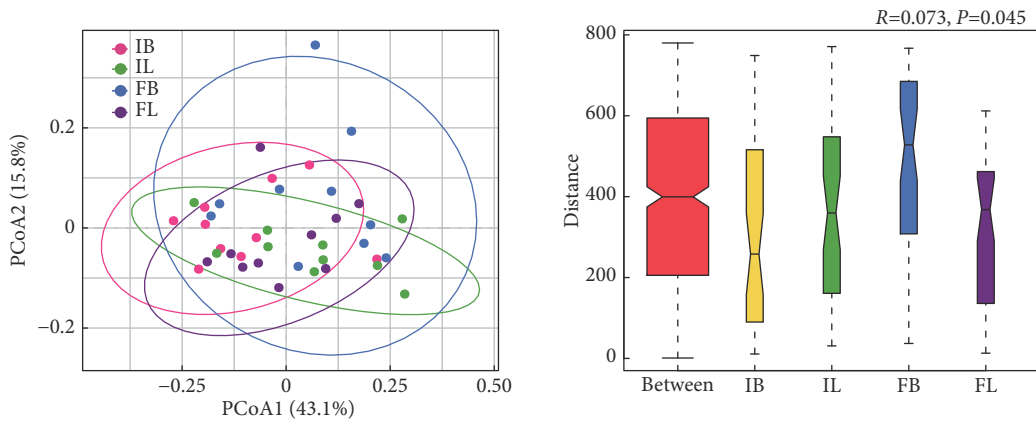 IB
IL
FB
FL
0.2
0
−0.2
PCoA2 (15.8%)
−0.25
0
0.25
0.50
PCoA1 (43.1%)
R=0.073, P=0.045
800
600
400
200
0
Distance
Between
IB
IL
FB
FL